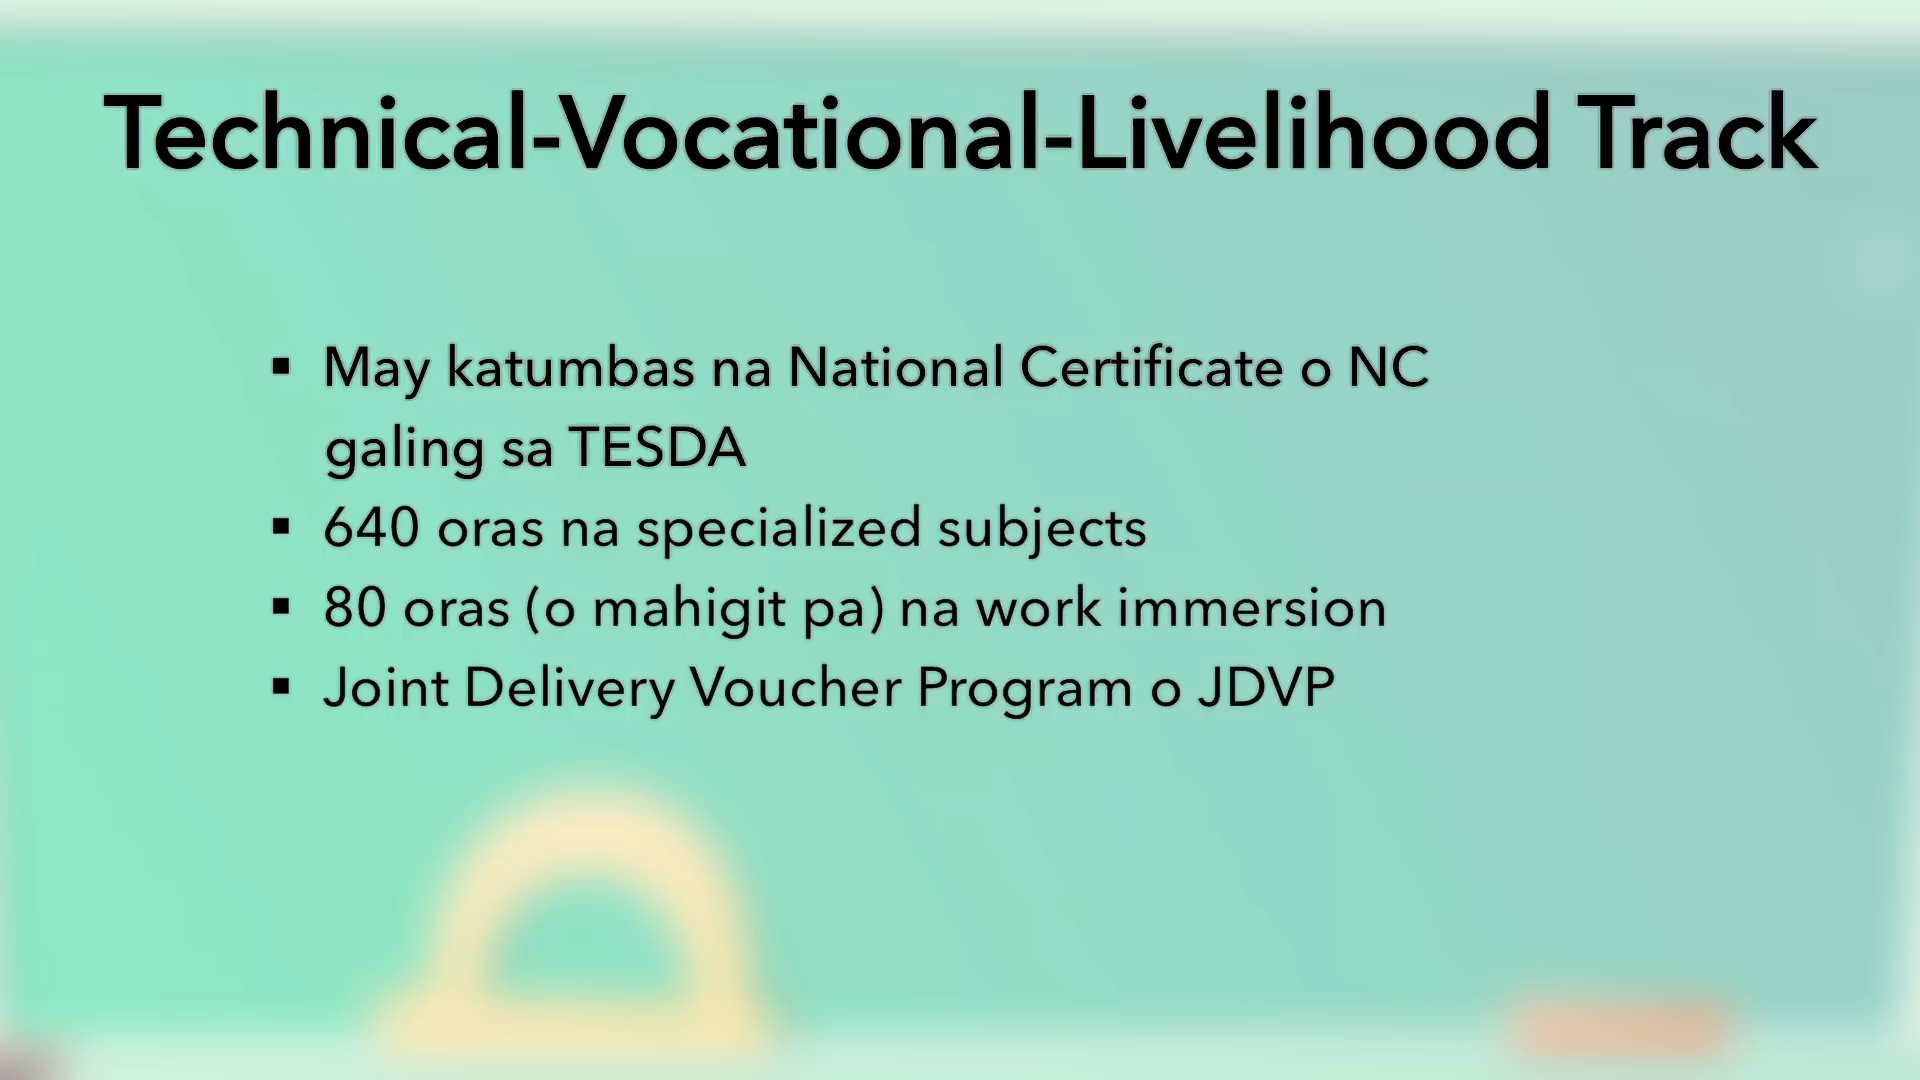 Technical-Vocational-Livelihood Track
▪ May katumbas na National Certificate o NC
galing sa TESDA
▪ 640 oras na specialized subjects
▪ 80 oras (o mahigit pa) na work immersion
▪ Joint Delivery Voucher Program o JDVP